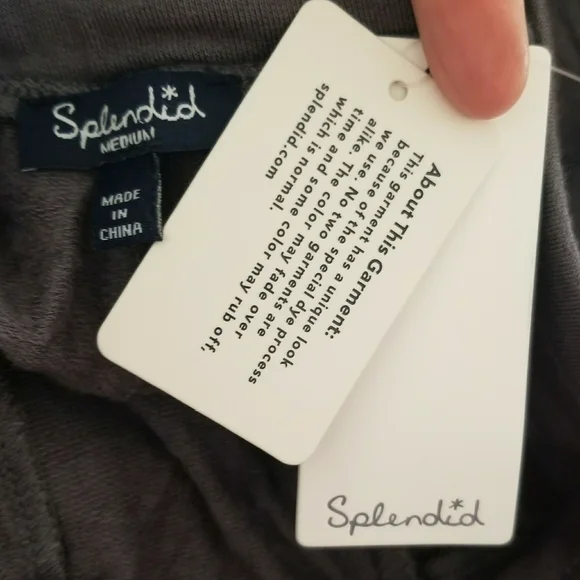 Splendid
MEDIUM
MADE
IN
CHINA
About This Garment:
This garment has a unique look
because of the special dye process
we use. No two garments are
alike. The color may fade over
time and some color may rub off,
which is normal.
splendid.com
Splendid